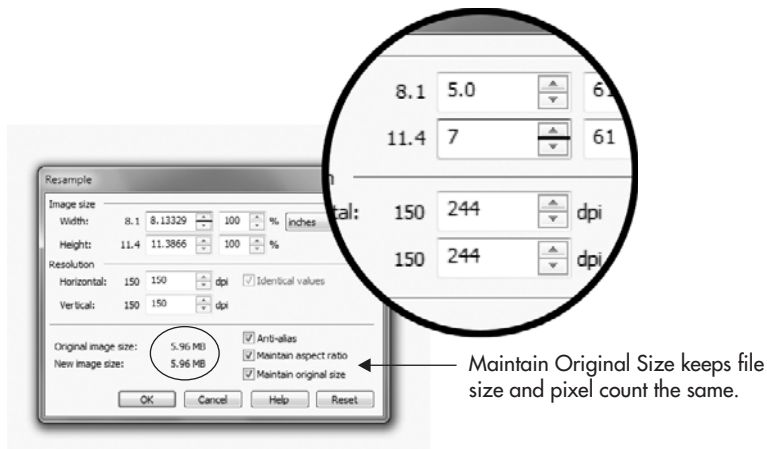 8.1 5.0 61
11.4 7 61
150 244 dpi
150 244 dpi
Resample
Image size
Width: 8.1 8.13329 100 % inches
Height: 11.4 11.3866 100 %
Resolution
Horizontal: 150 150 dpi Identical values
Vertical: 150 150 dpi
Original image size: 5.96 MB Anti-alias
New image size: 5.96 MB Maintain aspect ratio
Maintain original size
OK Cancel Help Reset
Maintain Original Size keeps file
size and pixel count the same.